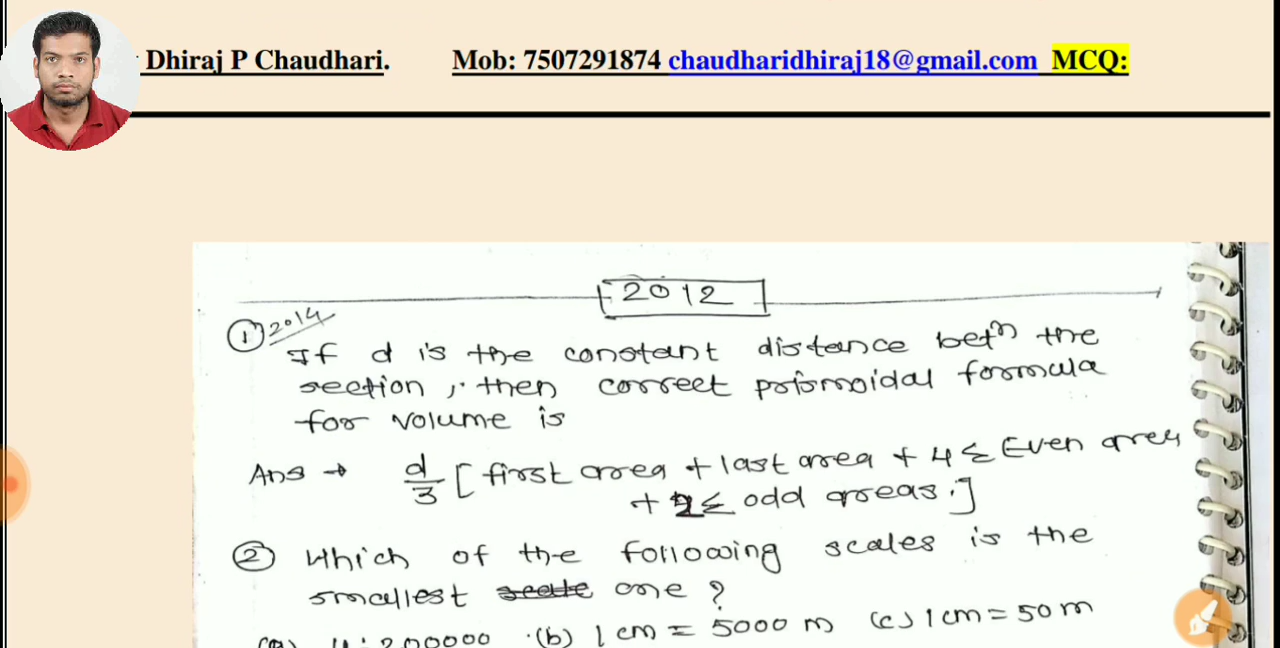 Dhiraj P Chaudhari. Mob: 7507291874 chaudharidhiraj18@gmail.com MCQ:
2012
① 2014
If d is the constant distance betn the
section, then correct prismoidal formula
for volume is
Ans → d/3 [first area + last area + 4 Σ Even area
+ 2Σ odd areas.]
② Which of the following scales is the
smallest scale one ?
200000 (b) 1 cm = 5000 m (c) 1 cm = 50 m